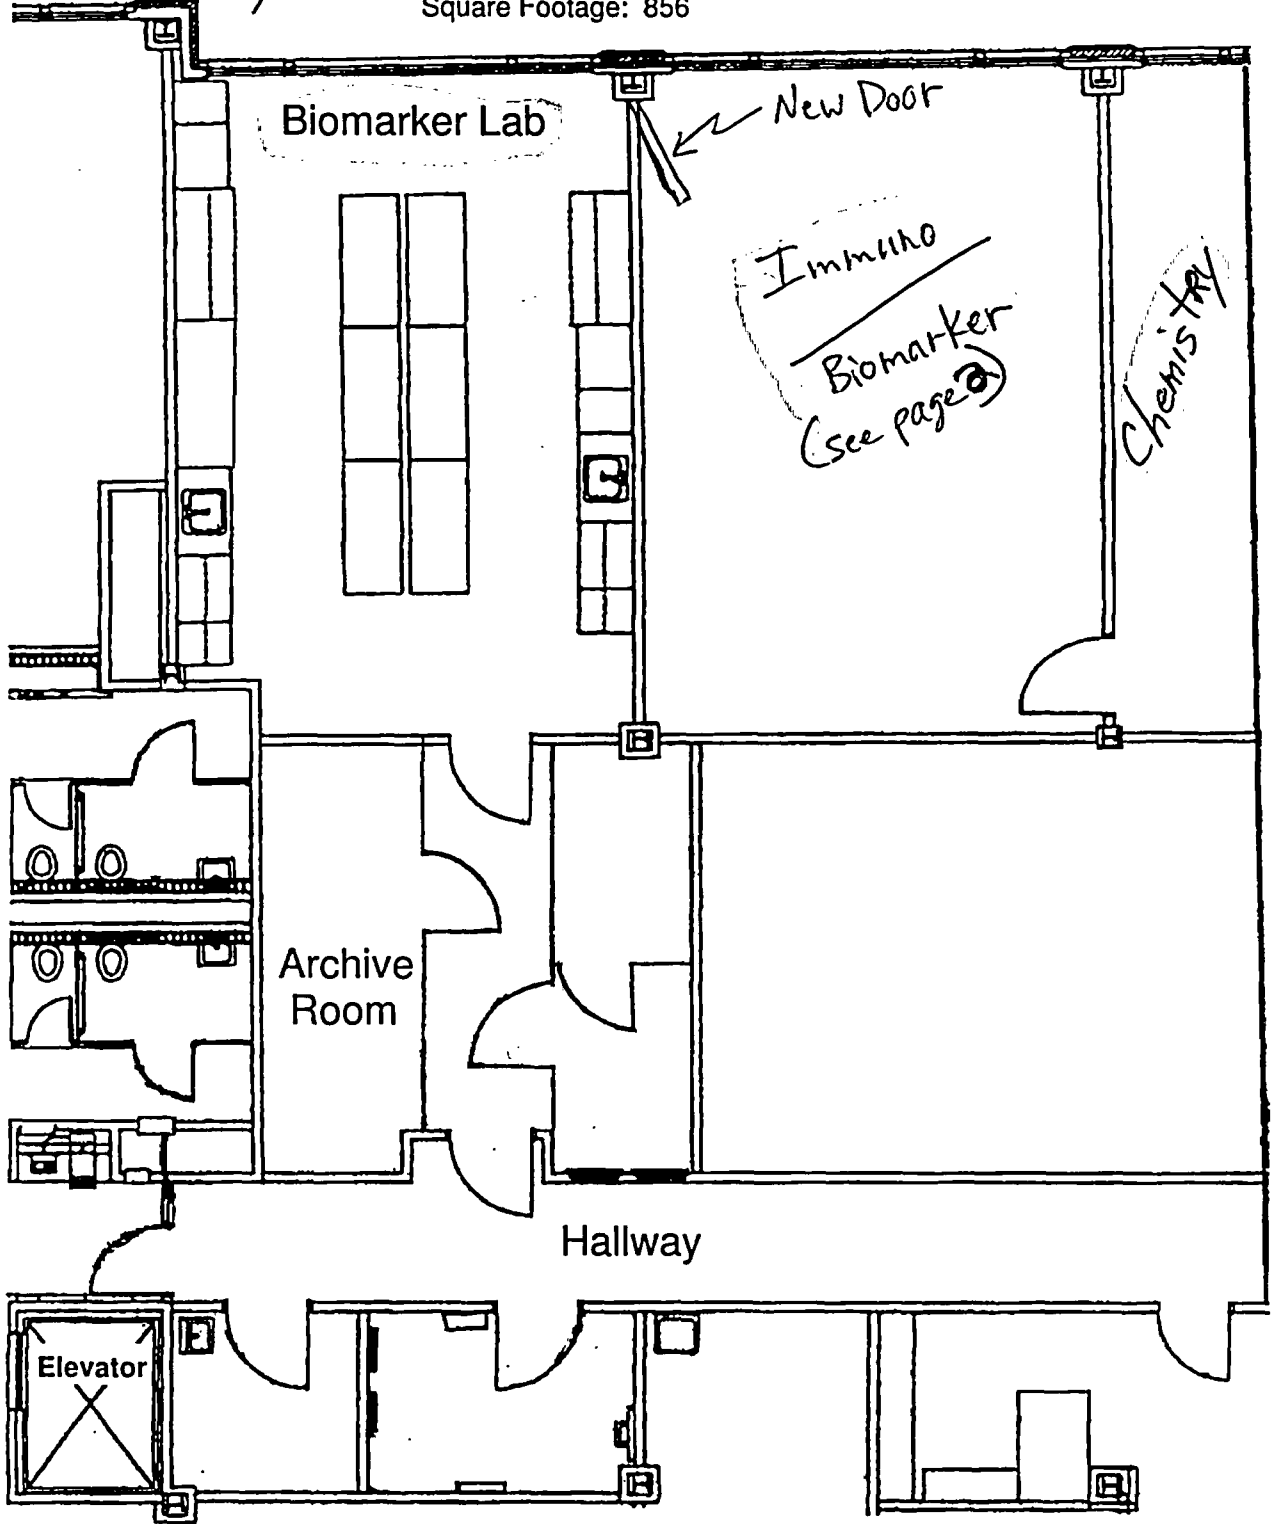 Square Footage: 856
Biomarker Lab
New Door
Immuno
Biomarker
(see page 2)
Chemistry
Archive
Room
Hallway
Elevator